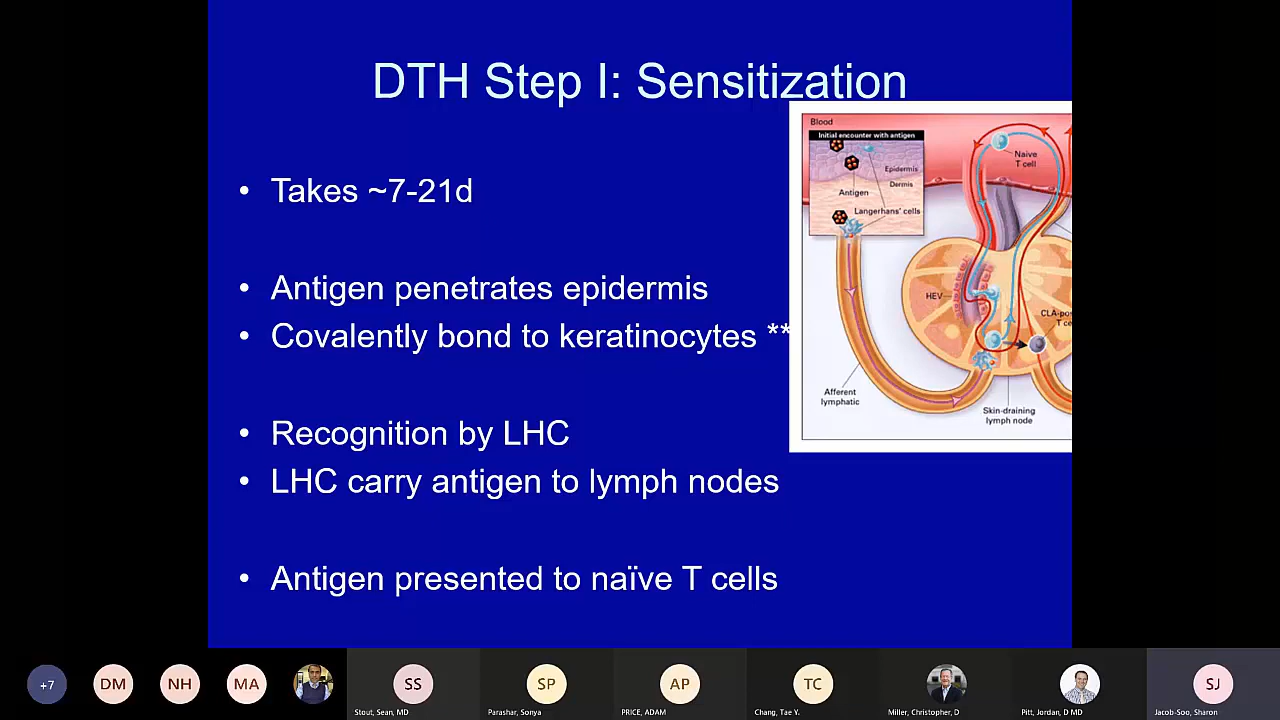 DTH Step I: Sensitization
• Takes ~7-21d
• Antigen penetrates epidermis
• Covalently bond to keratinocytes **
• Recognition by LHC
• LHC carry antigen to lymph nodes
• Antigen presented to naïve T cells
Blood
Initial encounter with antigen
Epidermis
Dermis
Antigen
Langerhans' cells
Naive
T cell
HEV
CLA-po
T ce
Afferent
lymphatic
Skin-draining
lymph node
+7
DM
NH
MA
SS
Stout, Sean, MD
SP
Parashar, Sonya
AP
PRICE, ADAM
TC
Chang, Tae Y.
Miller, Christopher, D
Pitt, Jordan, D MD
SJ
Jacob-Soo, Sharon